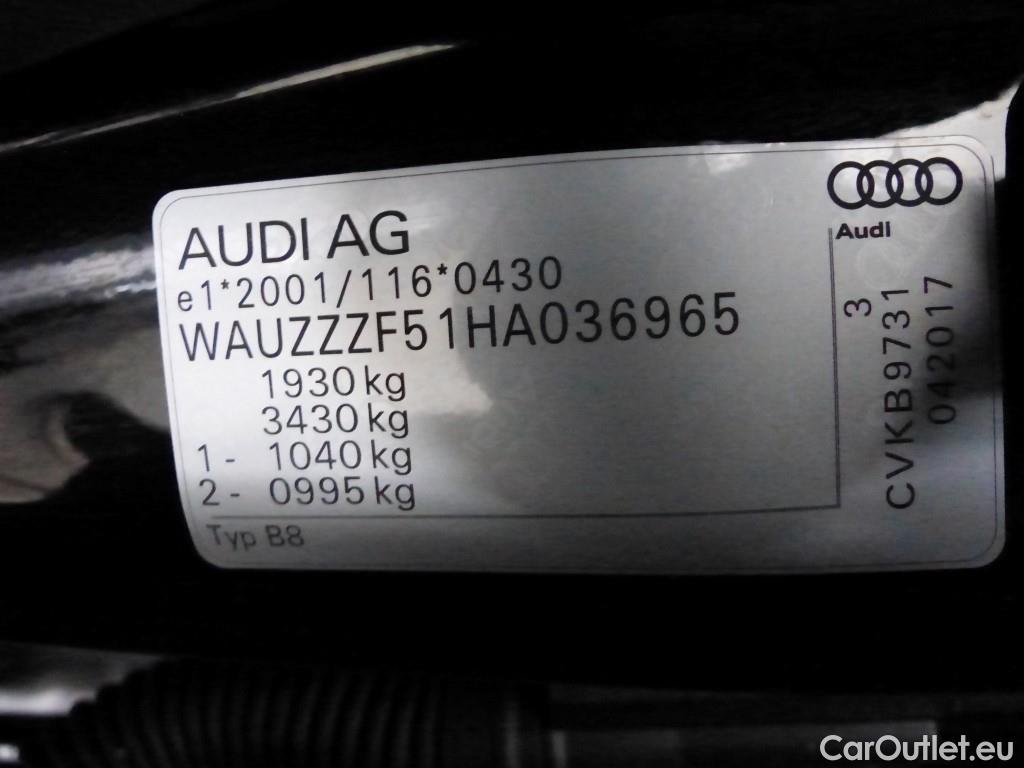 AUDI AG
e1*2001/116*0430
WAUZZZF51HA036965
1930 kg
3430 kg
1 - 1040 kg
2 - 0995 kg
Typ B8
Audi
3
CVKB9731
042017
CarOutlet.eu